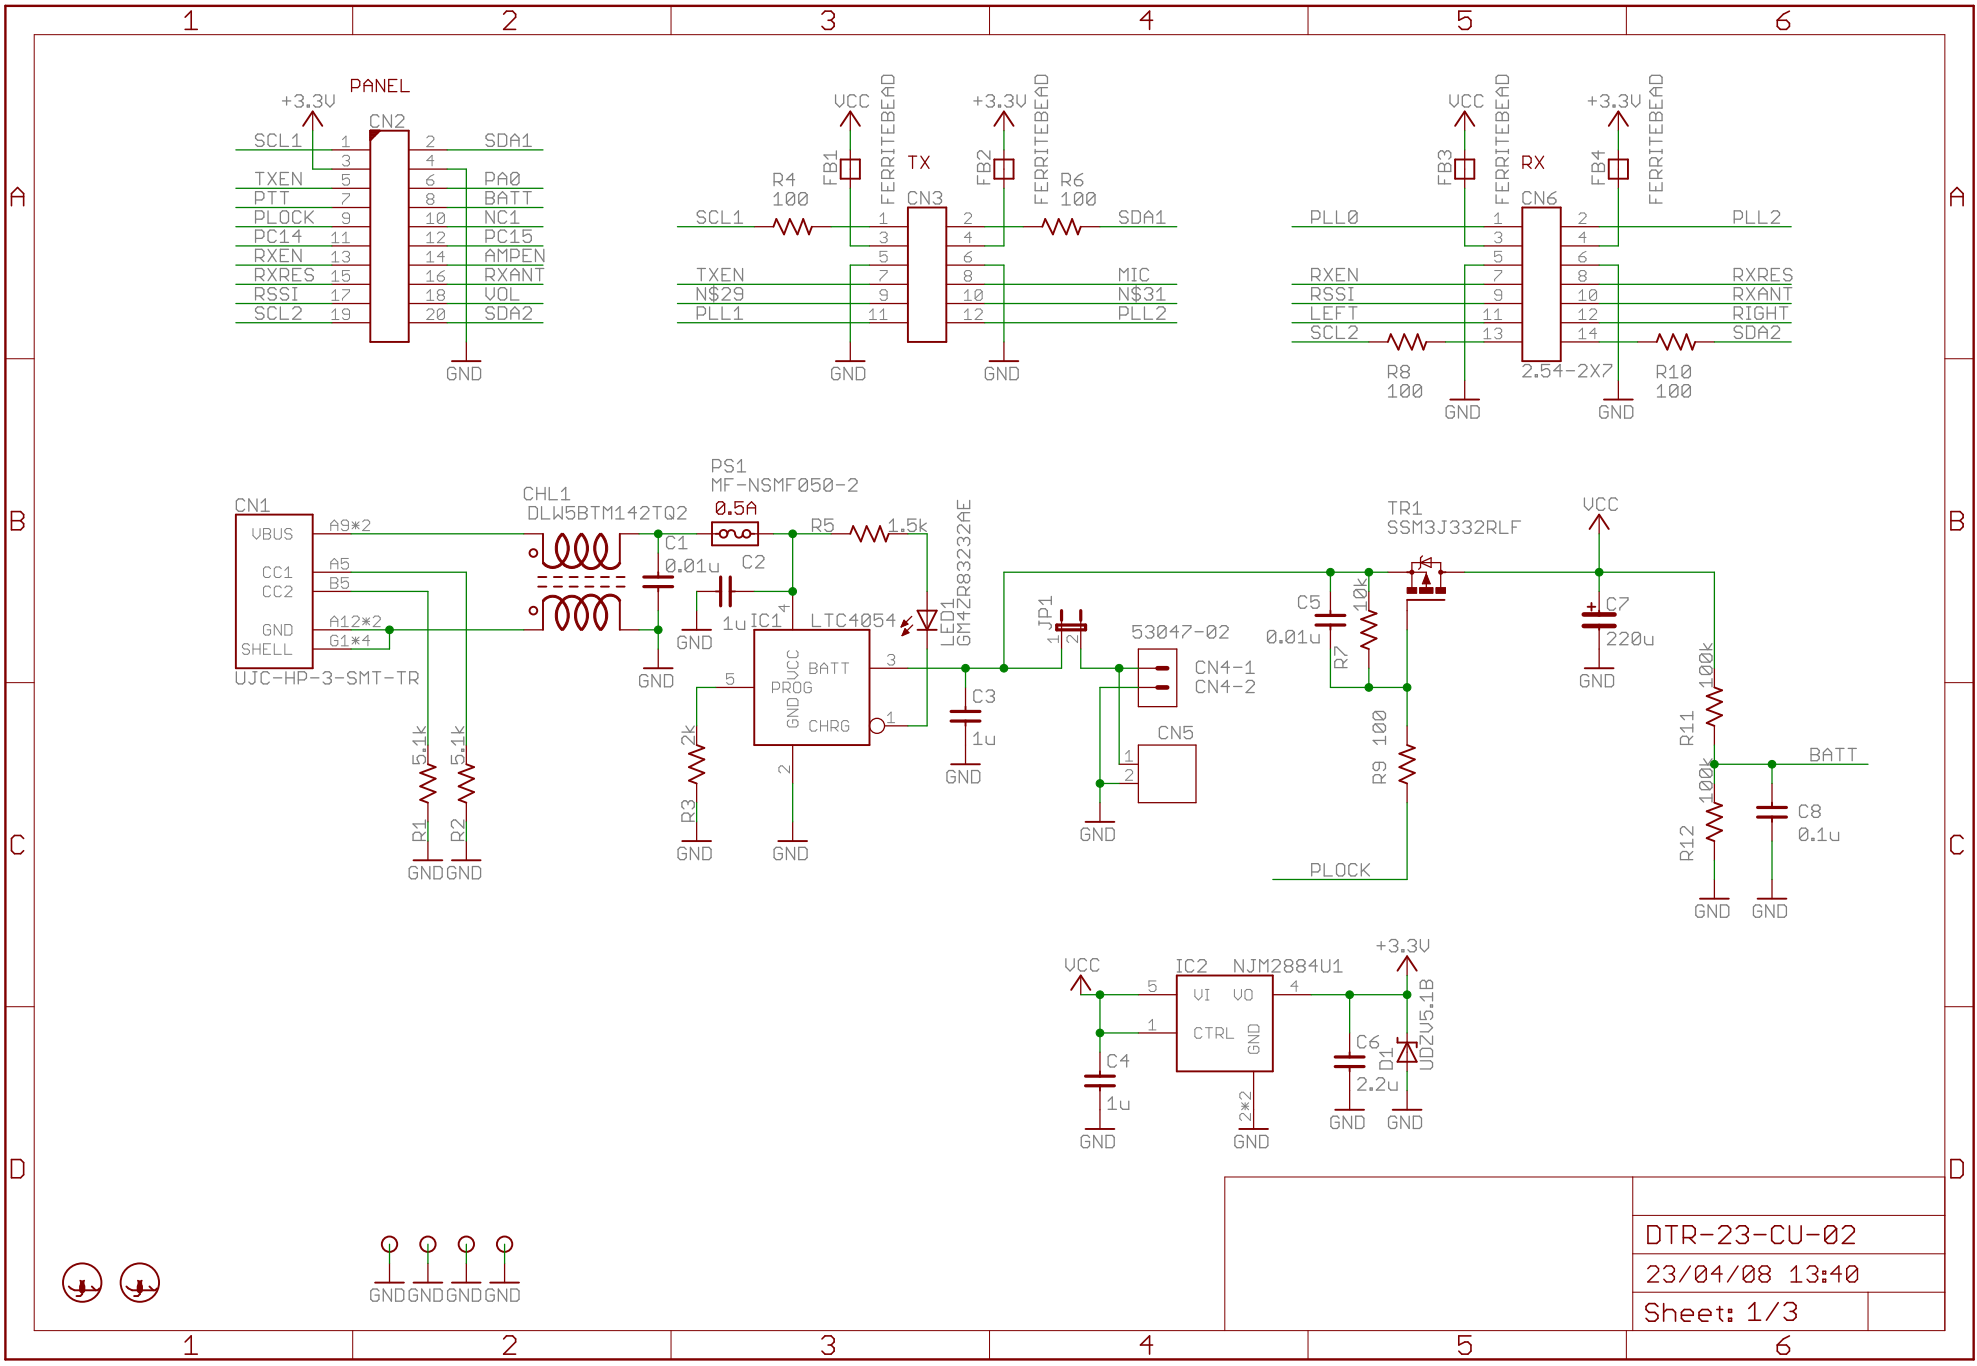 1 2 3 4 5 6
A
A
B
B
C
C
D
D
PANEL
+3.3V
CN2
SCL1 1 2 SDA1
3 4
TXEN 5 6 PA0
PTT 7 8 BATT
PLOCK 9 10 NC1
PC14 11 12 PC15
RXEN 13 14 AMPEN
RXRES 15 16 RXANT
RSSI 17 18 VOL
SCL2 19 20 SDA2
GND
VCC
FB1
FERRITEBEAD
TX
+3.3V
FB2
FERRITEBEAD
R4
100
R6
100
CN3
SCL1 1 2 SDA1
3 4
5 6
TXEN 7 8 MIC
N$29 9 10 N$31
PLL1 11 12 PLL2
GND
GND
VCC
FB3
FERRITEBEAD
RX
+3.3V
FB4
FERRITEBEAD
CN6
PLL0 1 2 PLL2
3 4
5 6
RXEN 7 8 RXRES
RSSI 9 10 RXANT
LEFT 11 12 RIGHT
SCL2 13 14 SDA2
2.54-2X7
R8
100
R10
100
GND
GND
CN1
VBUS A9*2
CC1 A5
CC2 B5
GND A12*2
SHELL G1*4
UJC-HP-3-SMT-TR
R1
5.1k
R2
5.1k
GND
GND
CHL1
DLW5BTM142TQ2
C1
0.01u
GND
PS1
MF-NSMF050-2
0.5A
C2
1u
GND
R5 1.5k
LED1
GM4ZR83232AE
IC1 LTC4054
4
VCC
BATT 3
5 PROG
GND
CHRG 1
2
R3
2k
GND
GND
C3
1u
GND
JP1
1 2
53047-02
CN4-1
CN4-2
CN5
1
2
GND
TR1
SSM3J332RLF
C5
0.01u
R7
10k
R9 100
PLOCK
VCC
C7
220u
GND
R11
100k
R12
100k
BATT
C8
0.1u
GND
GND
VCC
IC2 NJM2884U1
5 VI VO 4
1 CTRL
GND
2*2
C4
1u
GND
GND
+3.3V
C6
2.2u
D1
UDZV5.1B
GND
GND
GND GND GND GND
DTR-23-CU-02
23/04/08 13:40
Sheet: 1/3
1 2 3 4 5 6